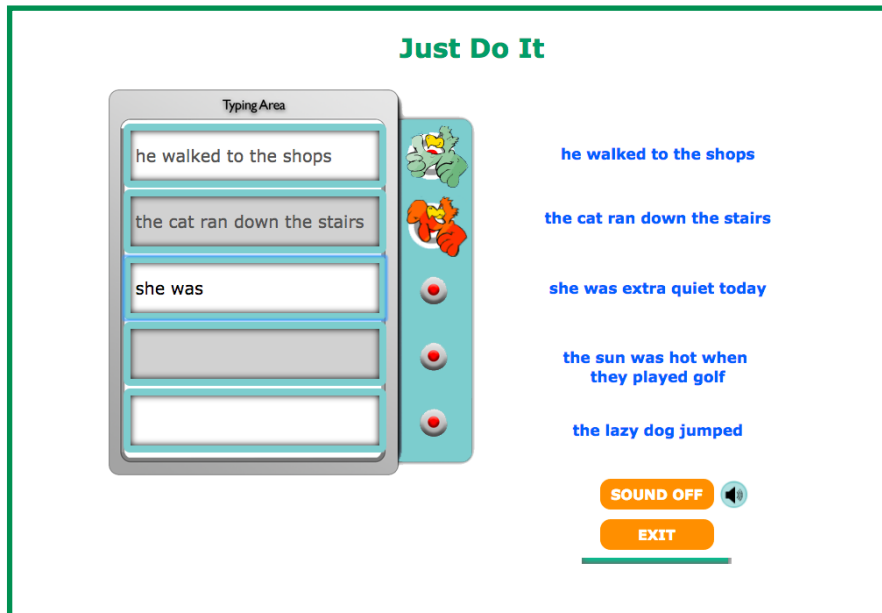 Just Do It
Typing Area
he walked to the shops
the cat ran down the stairs
she was
he walked to the shops
the cat ran down the stairs
she was extra quiet today
the sun was hot when
they played golf
the lazy dog jumped
SOUND OFF
EXIT